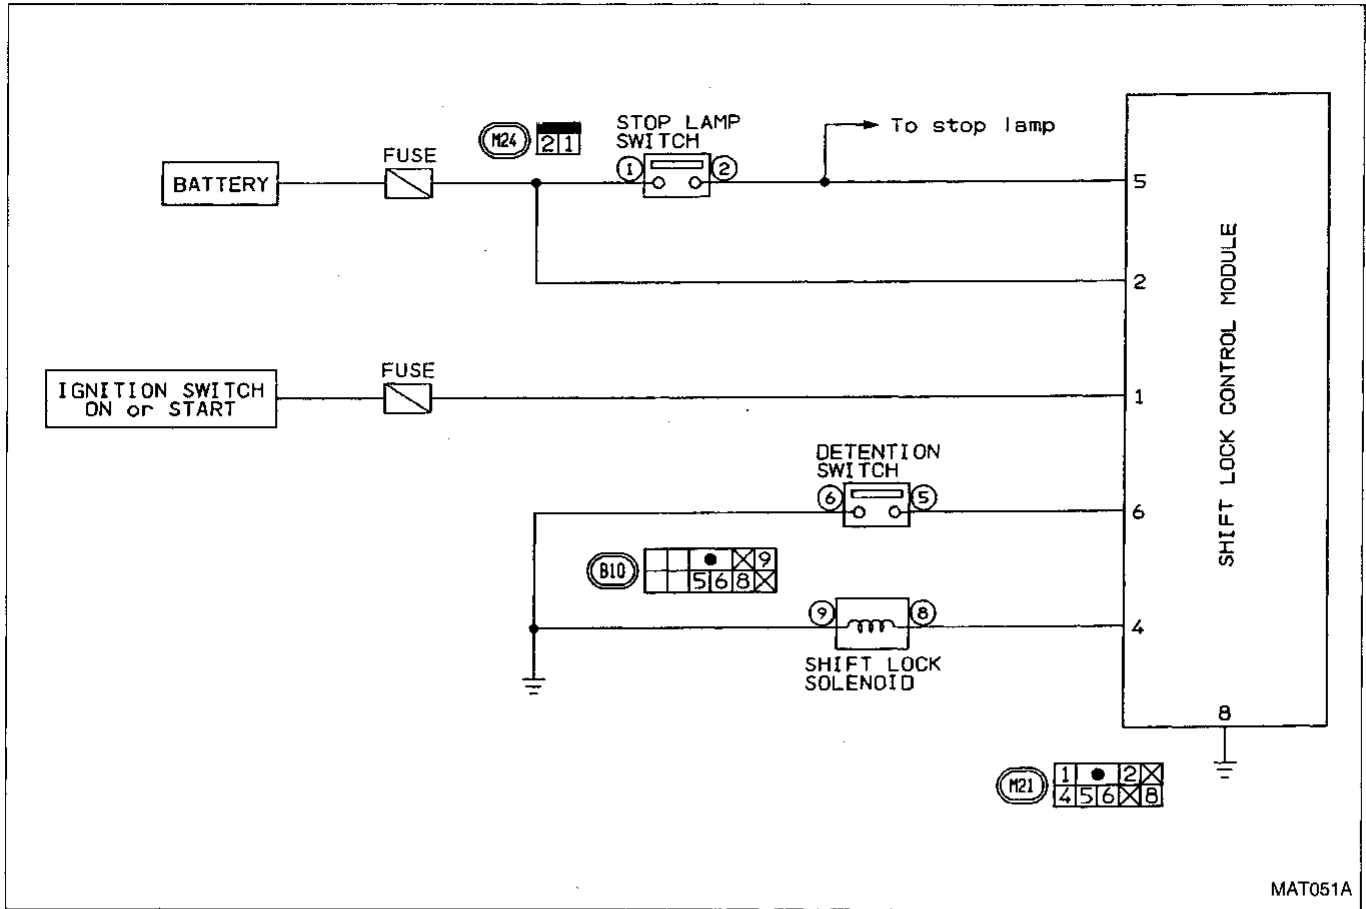 STOP LAMP
SWITCH
M24
2 1
1
2
To stop lamp
FUSE
BATTERY
5
2
SHIFT LOCK CONTROL MODULE
FUSE
IGNITION SWITCH
ON or START
1
DETENTION
SWITCH
6
5
6
B10
9
5 6 8
9
8
4
SHIFT LOCK
SOLENOID
8
M21
1 2
4 5 6 8
MAT051A